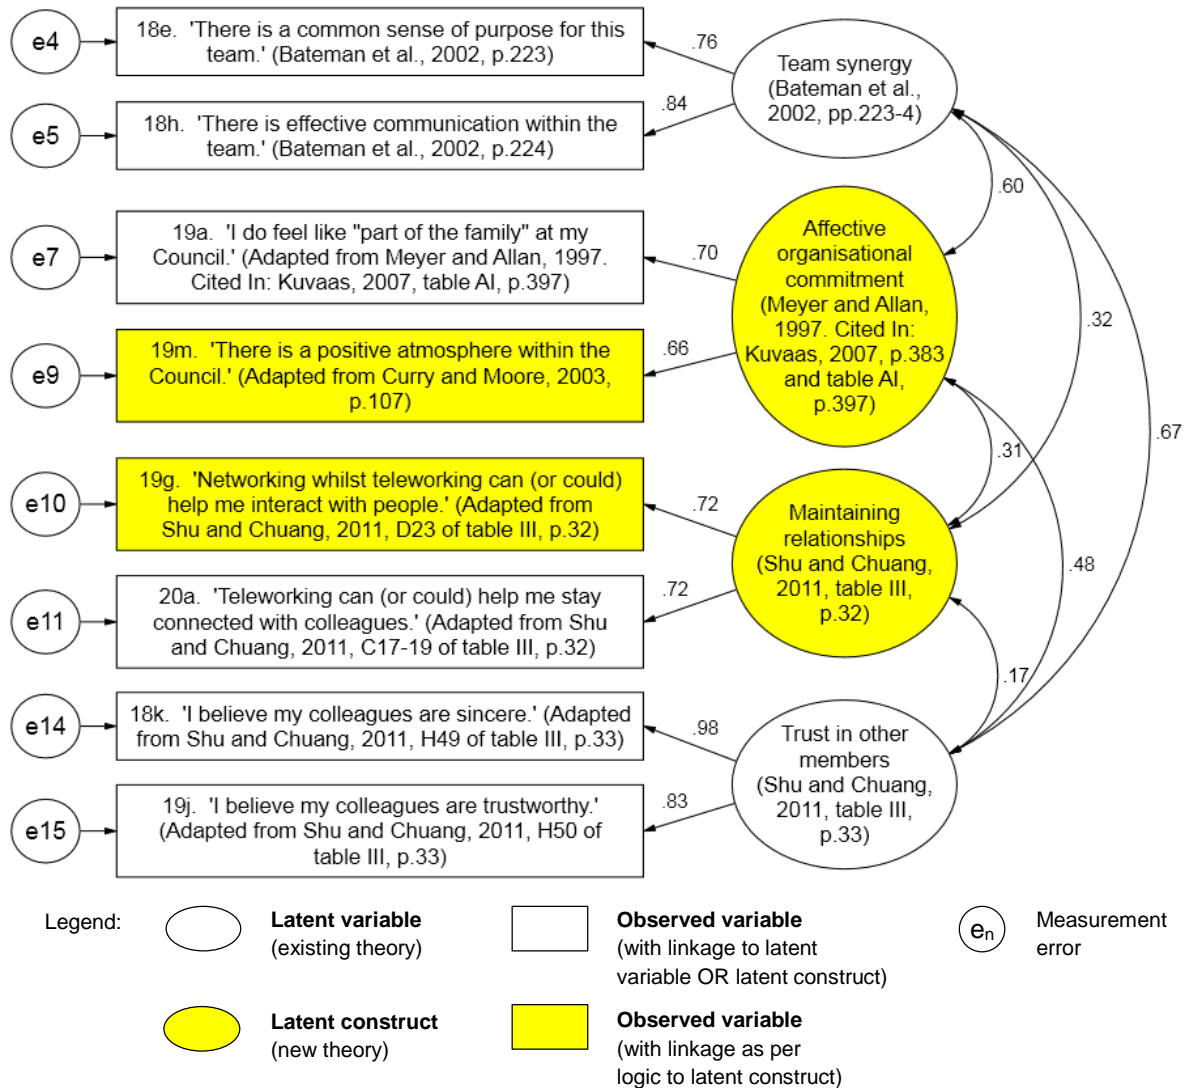 e4
18e. 'There is a common sense of purpose for this
team.' (Bateman et al., 2002, p.223)
.76
Team synergy
(Bateman et al.,
2002, pp.223-4)
e5
18h. 'There is effective communication within the
team.' (Bateman et al., 2002, p.224)
.84
.60
e7
19a. 'I do feel like "part of the family" at my
Council.' (Adapted from Meyer and Allan, 1997.
Cited In: Kuvaas, 2007, table AI, p.397)
.70
Affective
organisational
commitment
(Meyer and Allan,
1997. Cited In:
Kuvaas, 2007, p.383
and table AI,
p.397)
.32
e9
19m. 'There is a positive atmosphere within the
Council.' (Adapted from Curry and Moore, 2003,
p.107)
.66
.67
.31
e10
19g. 'Networking whilst teleworking can (or could)
help me interact with people.' (Adapted from
Shu and Chuang, 2011, D23 of table III, p.32)
.72
Maintaining
relationships
(Shu and Chuang,
2011, table III,
p.32)
.48
e11
20a. 'Teleworking can (or could) help me stay
connected with colleagues.' (Adapted from Shu
and Chuang, 2011, C17-19 of table III, p.32)
.72
.17
e14
18k. 'I believe my colleagues are sincere.' (Adapted
from Shu and Chuang, 2011, H49 of table III, p.33)
.98
Trust in other
members
(Shu and Chuang,
2011, table III,
p.33)
e15
19j. 'I believe my colleagues are trustworthy.'
(Adapted from Shu and Chuang, 2011, H50 of
table III, p.33)
.83
Legend:
Latent variable
(existing theory)
Observed variable
(with linkage to latent
variable OR latent construct)
en
Measurement
error
Latent construct
(new theory)
Observed variable
(with linkage as per
logic to latent construct)